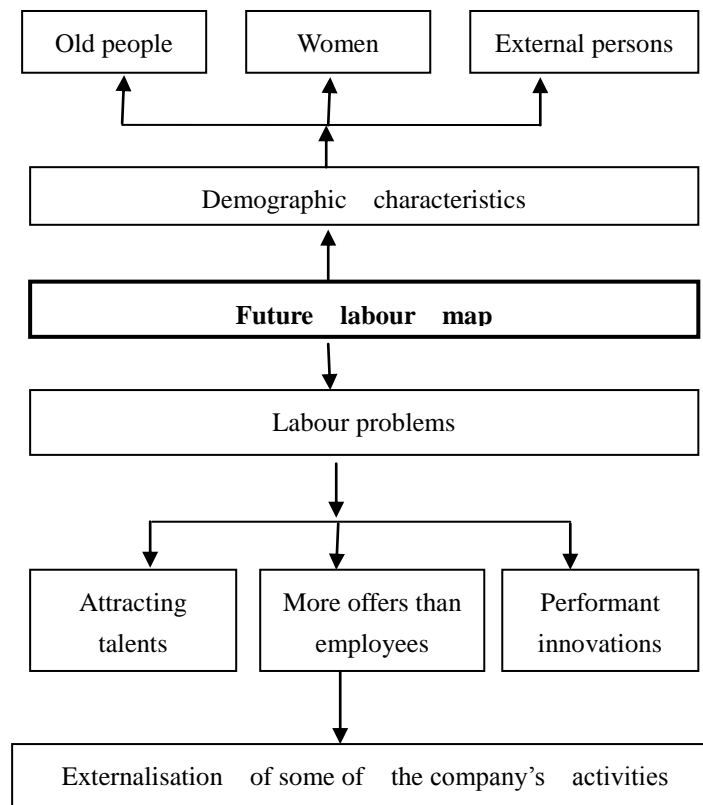 Old people
Women
External persons
Demographic characteristics
Future labour map
Labour problems
Attracting
talents
More offers than
employees
Performant
innovations
Externalisation of some of the company’s activities